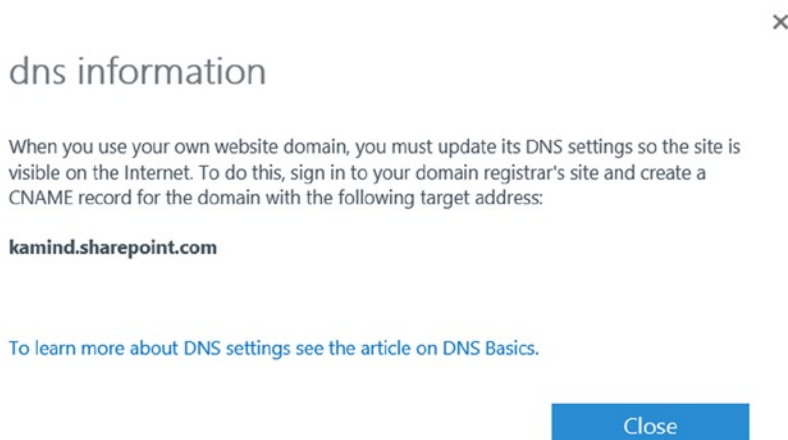 dns information
When you use your own website domain, you must update its DNS settings so the site is
visible on the Internet. To do this, sign in to your domain registrar's site and create a
CNAME record for the domain with the following target address:
kamind.sharepoint.com
To learn more about DNS settings see the article on DNS Basics.
Close